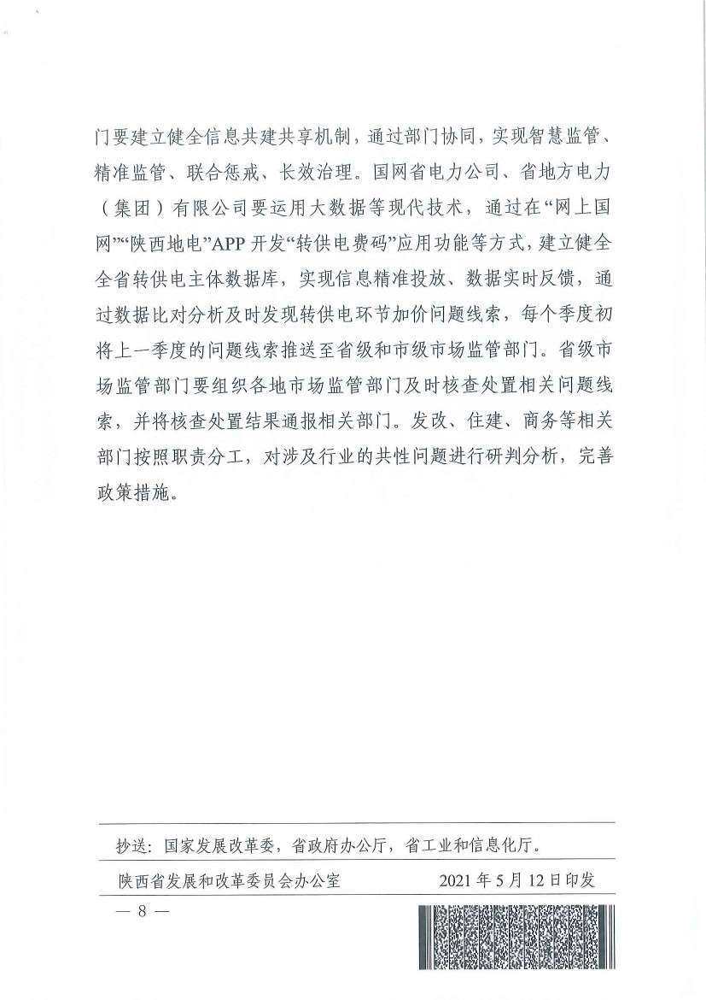 门要建立健全信息共建共享机制，通过部门协同，实现智慧监管、
精准监管、联合惩戒、长效治理。国网省电力公司、省地方电力
（集团）有限公司要运用大数据等现代技术，通过在“网上国
网”“陕西地电”APP 开发“转供电费码”应用功能等方式，建立健全
全省转供电主体数据库，实现信息精准投放、数据实时反馈，通
过数据比对分析及时发现转供电环节加价问题线索，每个季度初
将上一季度的问题线索推送至省级和市级市场监管部门。省级市
场监管部门要组织各地市场监管部门及时核查处置相关问题线
索，并将核查处置结果通报相关部门。发改、住建、商务等相关
部门按照职责分工，对涉及行业的共性问题进行研判分析，完善
政策措施。
抄送：国家发展改革委，省政府办公厅，省工业和信息化厅。
陕西省发展和改革委员会办公室 2021 年 5 月 12 日印发
— 8 —